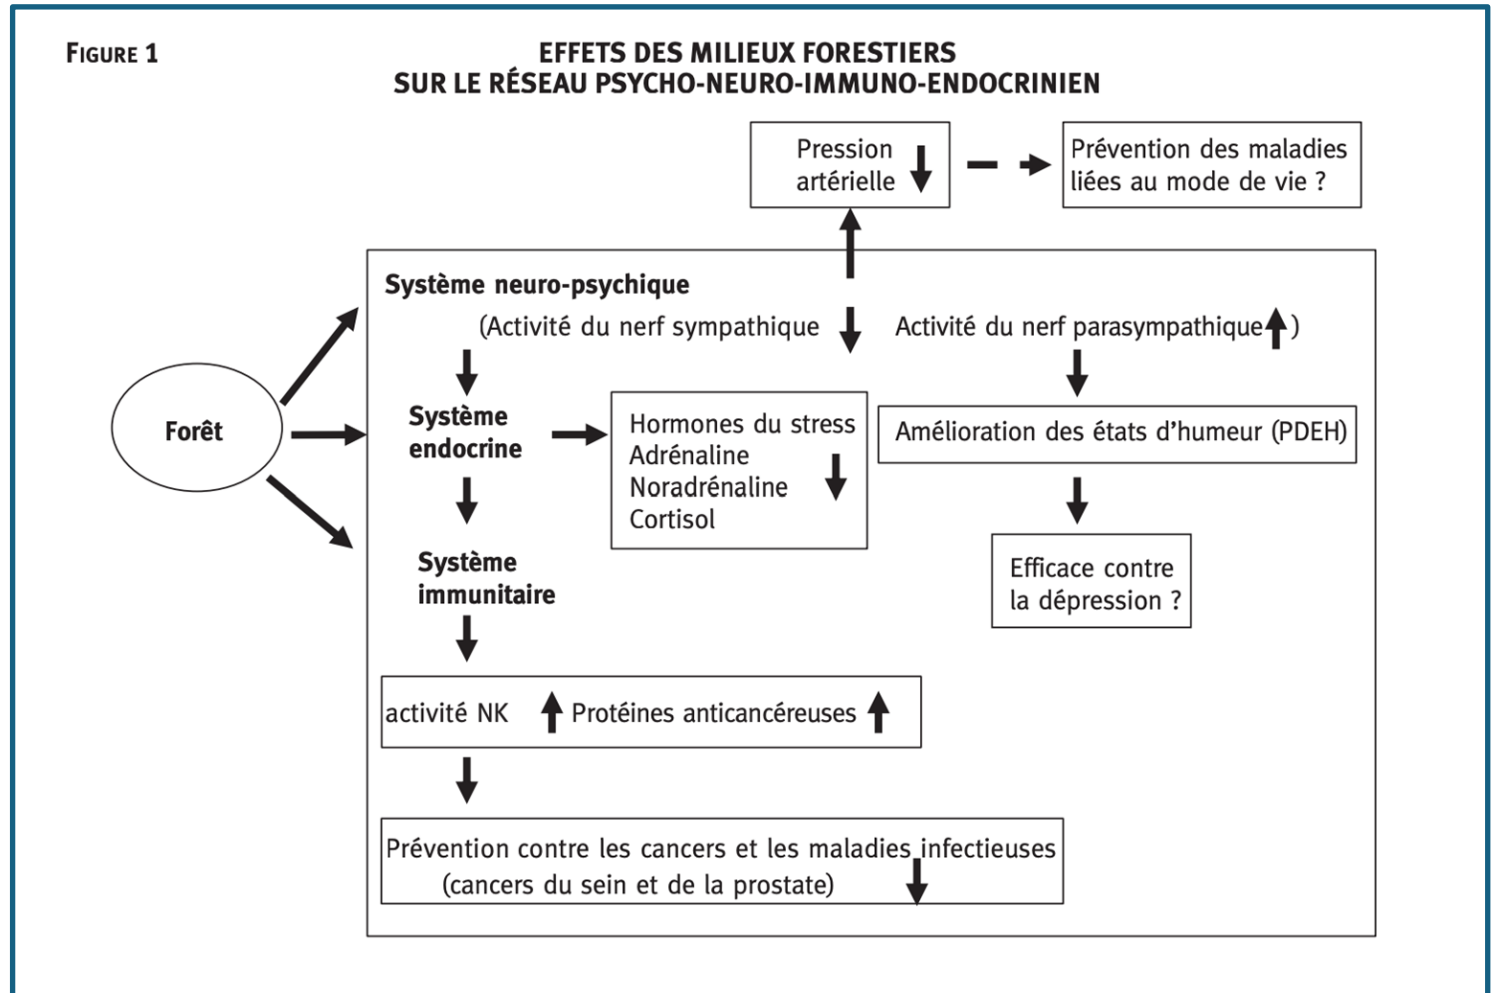 FIGURE 1
EFFETS DES MILIEUX FORESTIERS
SUR LE RÉSEAU PSYCHO-NEURO-IMMUNO-ENDOCRINIEN
Pression
artérielle
Prévention des maladies
liées au mode de vie ?
Système neuro-psychique
(Activité du nerf sympathique
Activité du nerf parasympathique )
Forêt
Système
endocrine
Hormones du stress
Adrénaline
Noradrénaline
Cortisol
Amélioration des états d’humeur (PDEH)
Système
immunitaire
Efficace contre
la dépression ?
activité NK
Protéines anticancéreuses
Prévention contre les cancers et les maladies infectieuses
(cancers du sein et de la prostate)